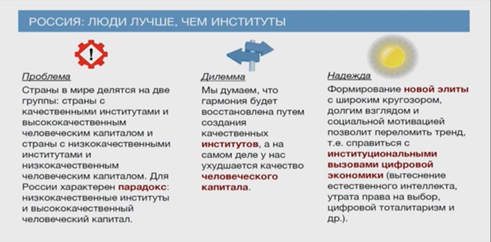 РОССИЯ: ЛЮДИ ЛУЧШЕ, ЧЕМ ИНСТИТУТЫ
Проблема
Страны в мире делятся на две
группы: страны с
качественными институтами и
высококачественным
человеческим капиталом и
страны с низкокачественными
институтами и
низкокачественным
человеческим капиталом. Для
России характерен парадокс:
низкокачественные институты
и высококачественный
человеческий капитал.
Дилемма
Мы думаем, что
гармония будет
восстановлена путем
создания
качественных
институтов, а на
самом деле у нас
ухудшается качество
человеческого
капитала.
Надежда
Формирование новой элиты
с широким кругозором,
долгим взглядом и
социальной мотивацией
позволит переломить тренд,
т.е. справиться с
институциональными
вызовами цифровой
экономики (вытеснение
естественного интеллекта,
утрата права на выбор,
цифровой тоталитаризм и
др.).